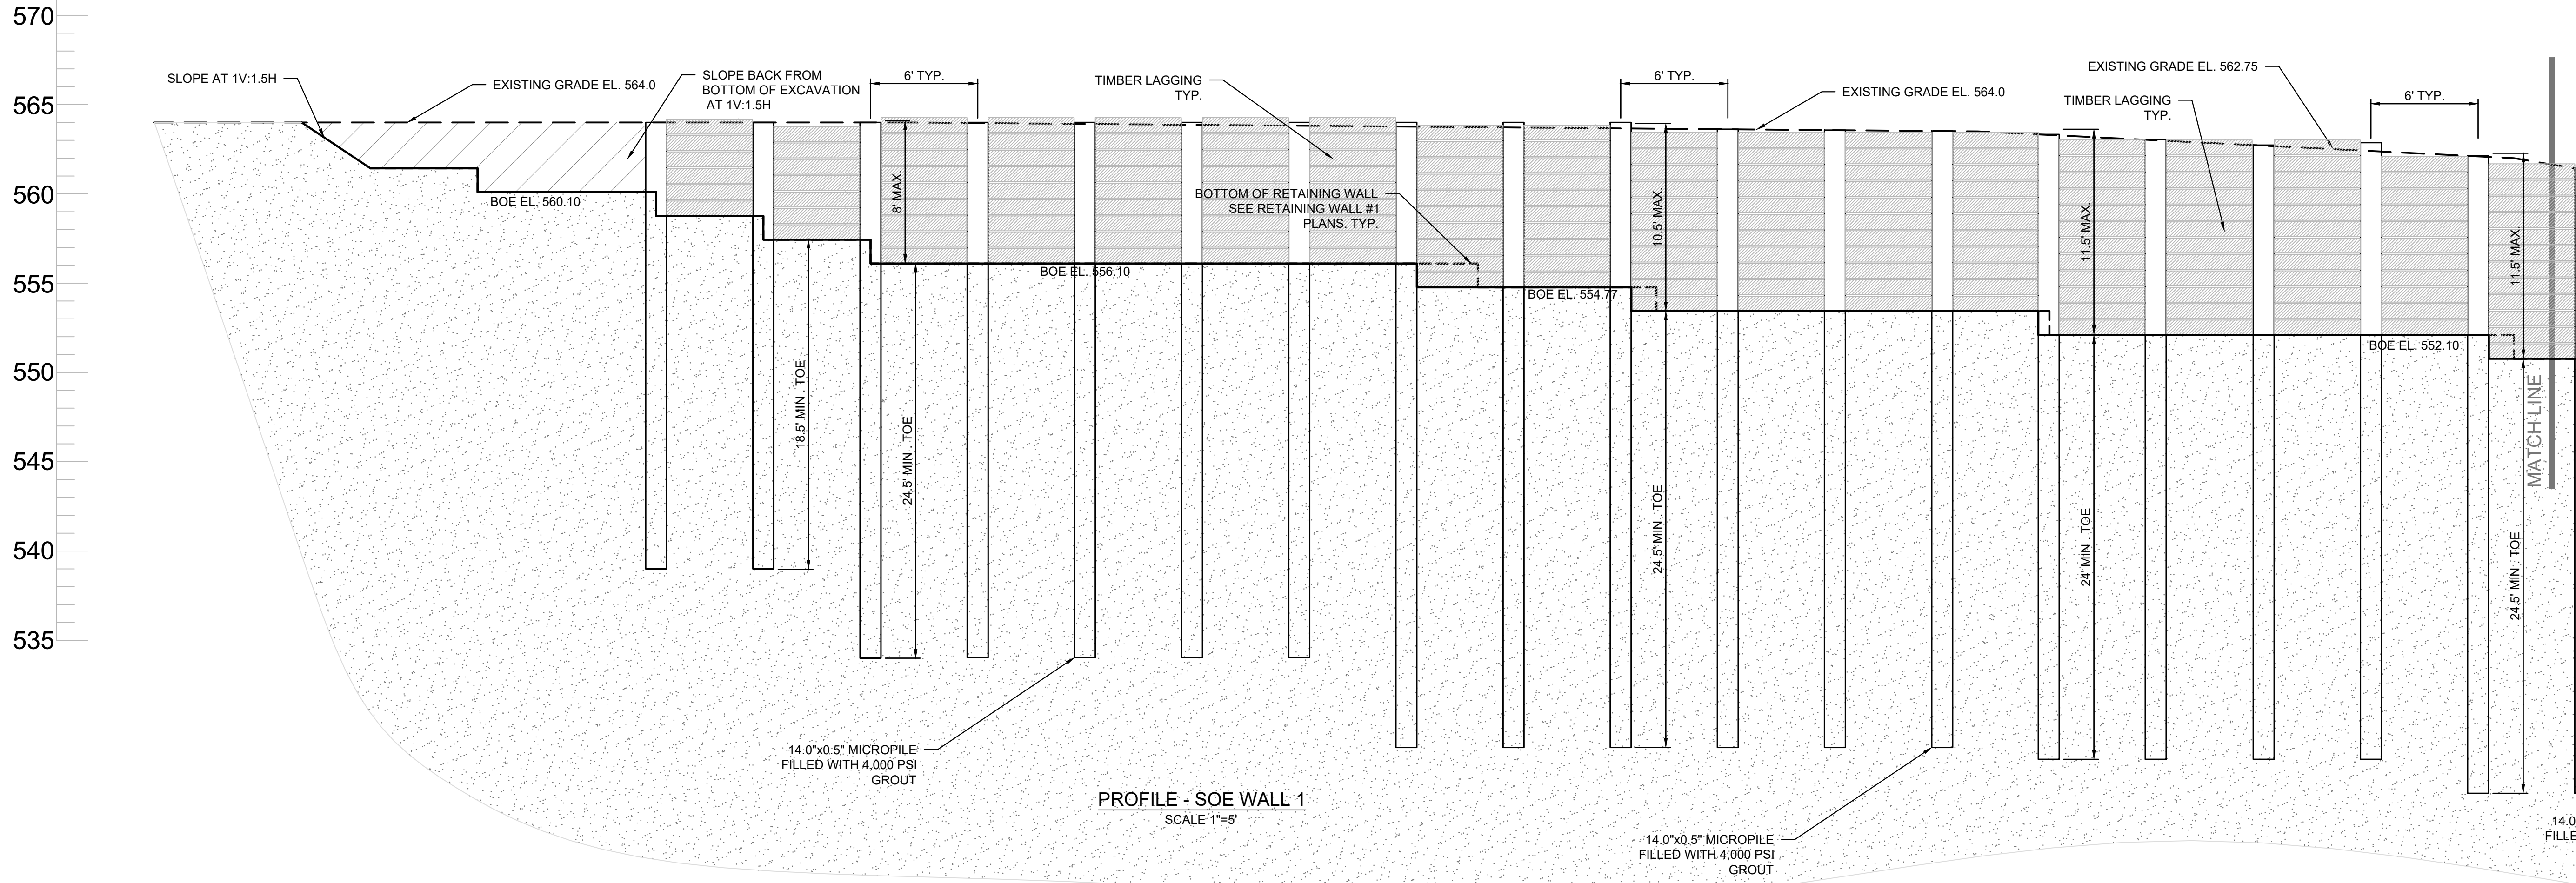 570
565
560
555
550
545
540
535
SLOPE AT 1V:1.5H
EXISTING GRADE EL. 564.0
SLOPE BACK FROM
BOTTOM OF EXCAVATION
AT 1V:1.5H
6' TYP.
TIMBER LAGGING
TYP.
6' TYP.
EXISTING GRADE EL. 564.0
EXISTING GRADE EL. 562.75
TIMBER LAGGING
TYP.
6' TYP.
BOE EL. 560.10
8' MAX.
BOTTOM OF RETAINING WALL
SEE RETAINING WALL #1
PLANS. TYP.
10.5' MAX.
11.5' MAX.
11.5' MAX.
BOE EL. 556.10
BOE EL. 554.77
BOE EL. 552.10
MATCH LINE
18.5' MIN . TOE
24.5' MIN . TOE
24.5' MIN . TOE
24' MIN . TOE
24.5' MIN . TOE
14.0"x0.5" MICROPILE
FILLED WITH 4,000 PSI
GROUT
PROFILE - SOE WALL 1
SCALE 1"=5'
14.0"x0.5" MICROPILE
FILLED WITH 4,000 PSI
GROUT
14.0
FILLE